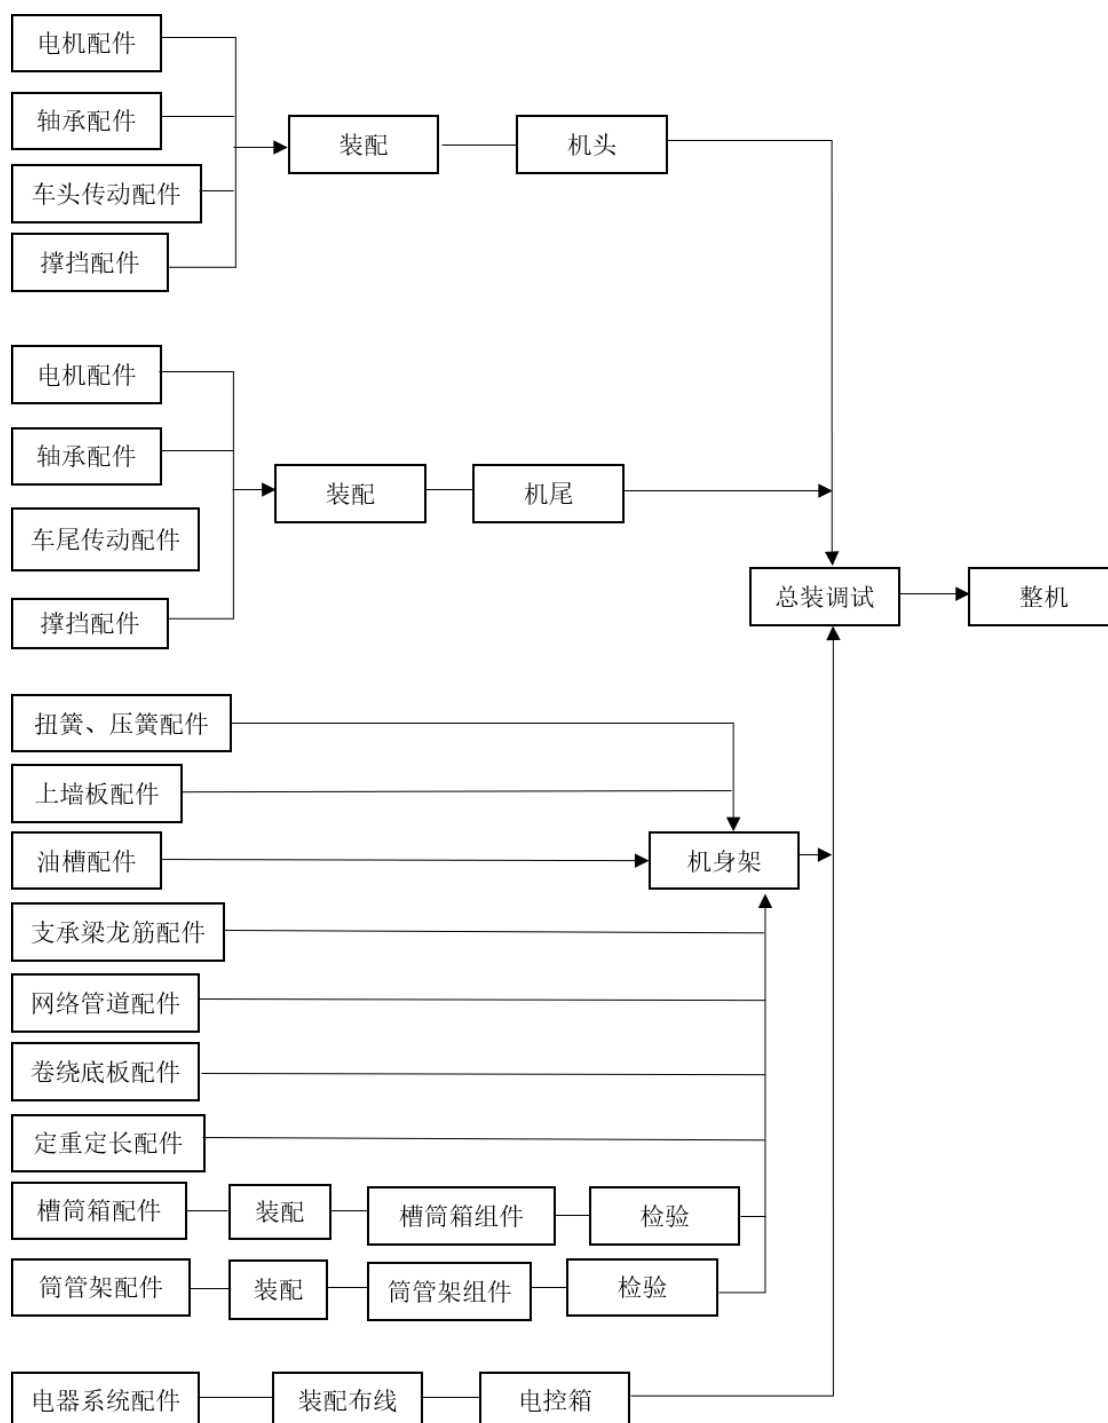 电机配件
轴承配件
装配
机头
车头传动配件
撑挡配件
电机配件
轴承配件
装配
机尾
车尾传动配件
撑挡配件
总装调试
整机
扭簧、压簧配件
上墙板配件
油槽配件
机身架
支承梁龙筋配件
网络管道配件
卷绕底板配件
定重定长配件
槽筒箱配件
装配
槽筒箱组件
检验
筒管架配件
装配
筒管架组件
检验
电器系统配件
装配布线
电控箱